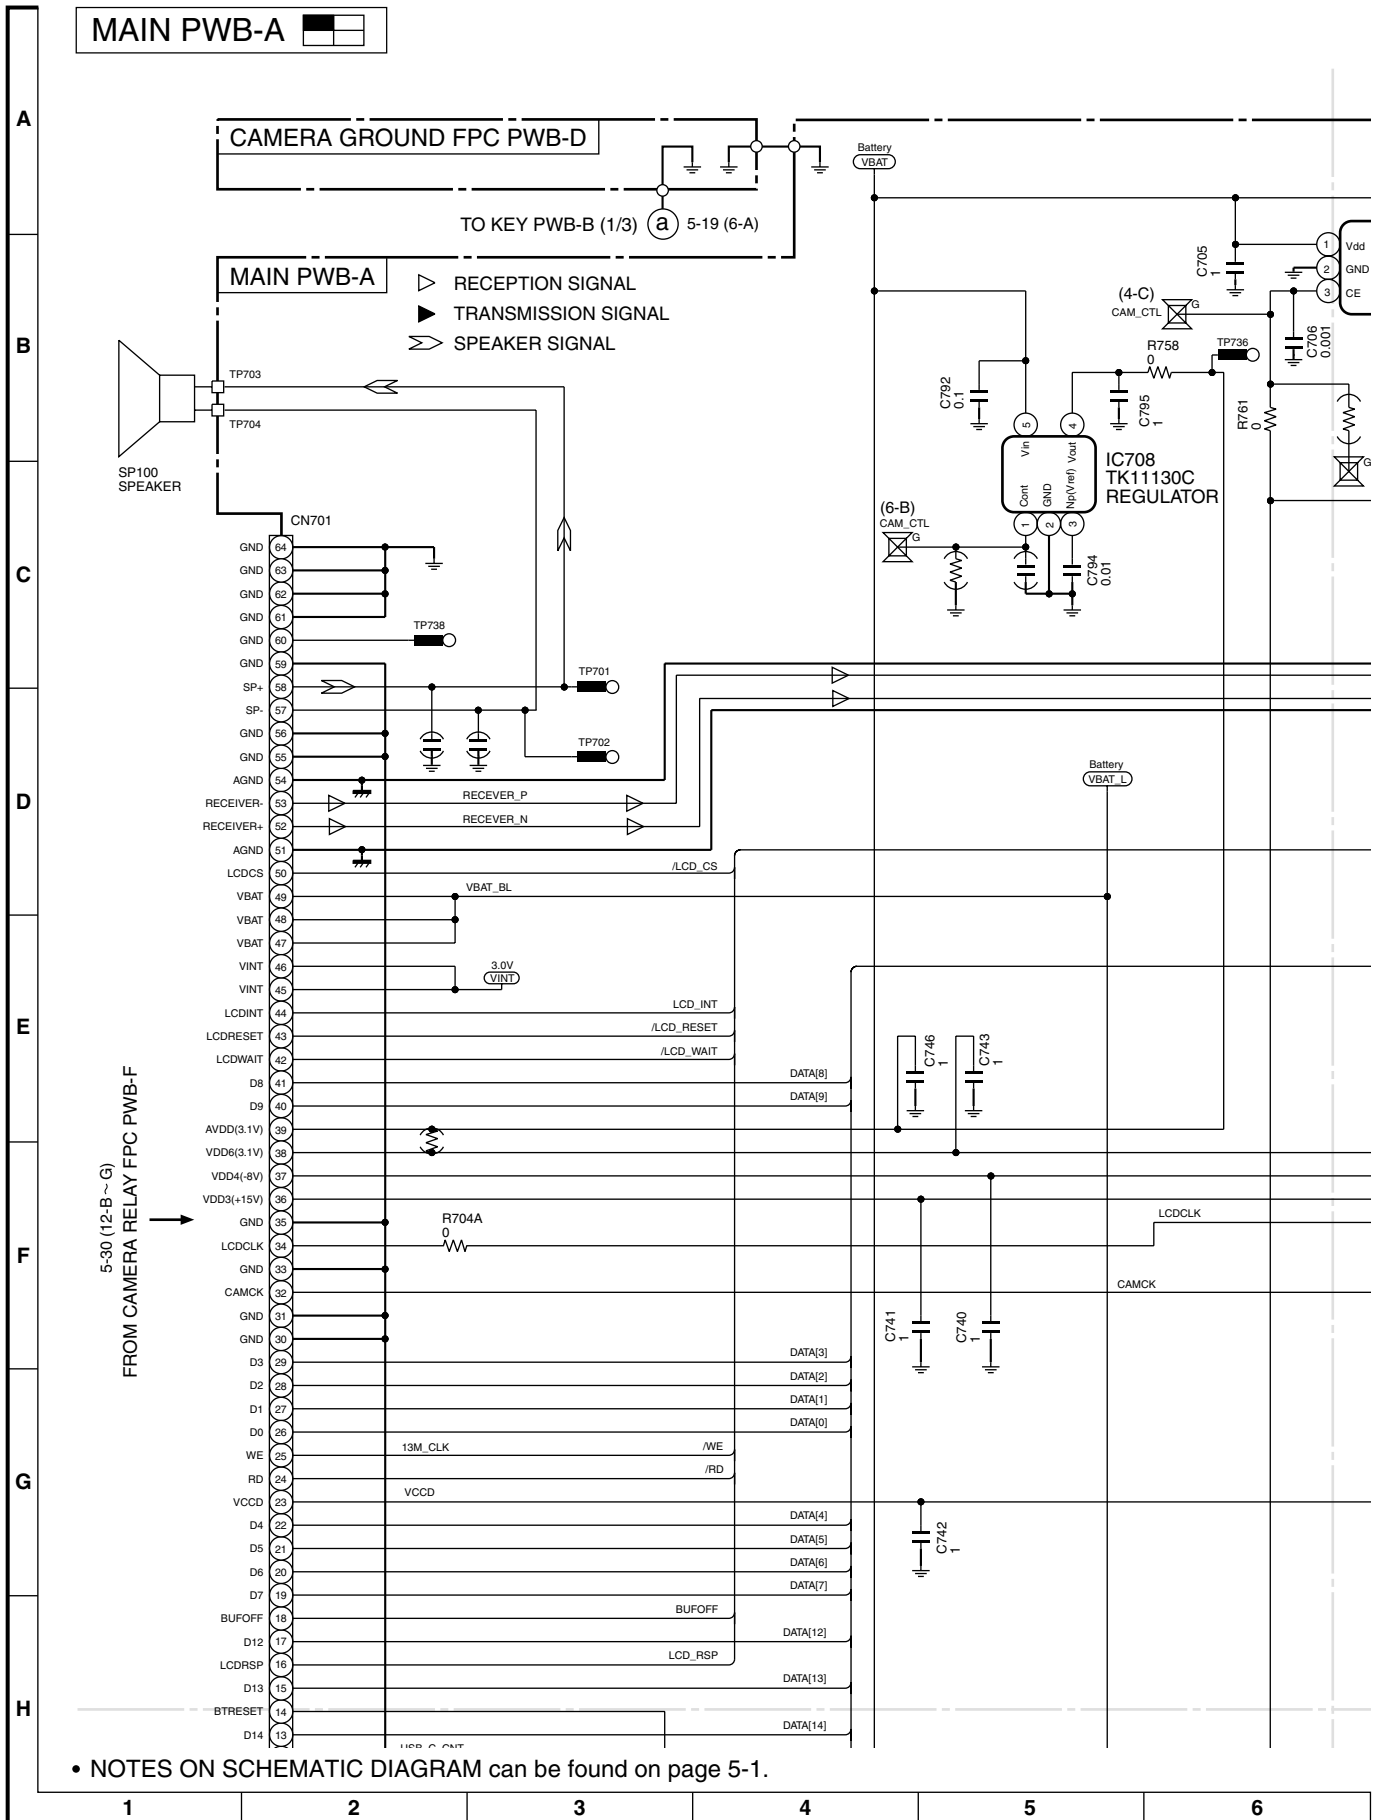 MAIN PWB-A
A
CAMERA GROUND FPC PWB-D
Battery
VBAT
TO KEY PWB-B (1/3) a 5-19 (6-A)
C705
1
1 Vdd
2 GND
3 CE
MAIN PWB-A
RECEPTION SIGNAL
TRANSMISSION SIGNAL
SPEAKER SIGNAL
(4-C)
CAM_CTL
G
B
R758
0
TP736
C706
0.001
TP703
TP704
C792
0.1
C795
1
R761
0
G
SP100
SPEAKER
5
4
Vin
Vout
Cont
GND
Np(Vref)
1
2
3
IC708
TK11130C
REGULATOR
(6-B)
CAM_CTL
G
C794
0.01
CN701
C
GND 64
GND 63
GND 62
GND 61
GND 60
TP738
GND 59
SP+ 58
TP701
SP- 57
GND 56
TP702
GND 55
Battery
VBAT_L
D
AGND 54
RECEIVER- 53 RECEVER_P
RECEIVER+ 52 RECEVER_N
AGND 51
LCDCS 50 /LCD_CS
VBAT 49 VBAT_BL
VBAT 48
VBAT 47
VINT 46
3.0V
VINT
VINT 45
E
LCDINT 44 LCD_INT
LCDRESET 43 /LCD_RESET
LCDWAIT 42 /LCD_WAIT
C746
1
C743
1
D8 41 DATA[8]
D9 40 DATA[9]
AVDD(3.1V) 39
VDD6(3.1V) 38
VDD4(-8V) 37
VDD3(+15V) 36
5-30 (12-B ~ G)
FROM CAMERA RELAY FPC PWB-F
GND 35
R704A
0
LCDCLK
F
LCDCLK 34
GND 33
CAMCK 32 CAMCK
GND 31
GND 30
C741
1
C740
1
D3 29 DATA[3]
D2 28 DATA[2]
D1 27 DATA[1]
D0 26 DATA[0]
WE 25 13M_CLK /WE
G
RD 24 /RD
VCCD 23 VCCD
D4 22 DATA[4]
C742
1
D5 21 DATA[5]
D6 20 DATA[6]
D7 19 DATA[7]
BUFOFF 18 BUFOFF
D12 17 DATA[12]
LCDRSP 16 LCD_RSP
D15 15 DATA[13]
H
BTRESET 14
D14 13 DATA[14]
• NOTES ON SCHEMATIC DIAGRAM can be found on page 5-1.
1 2 3 4 5 6